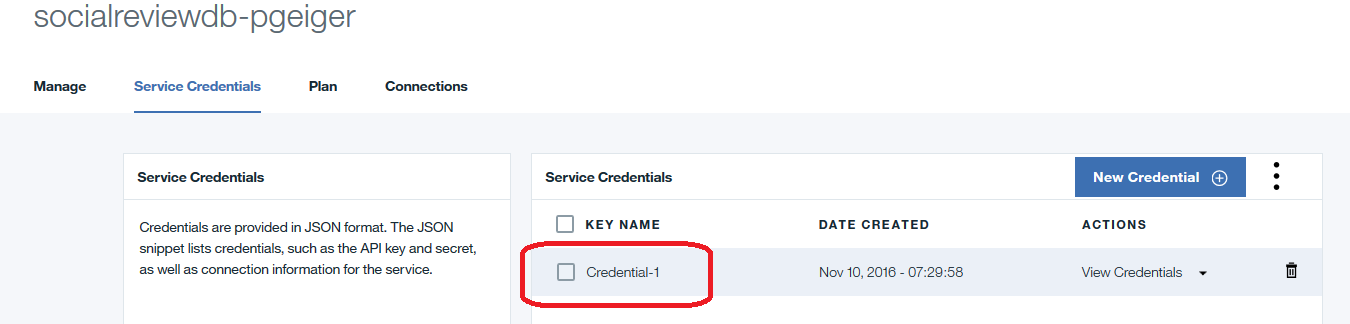 socialreviewdb-pgeiger
Manage Service Credentials Plan Connections
Service Credentials
Credentials are provided in JSON format. The JSON
snippet lists credentials, such as the API key and secret,
as well as connection information for the service.
Service Credentials New Credential
KEY NAME DATE CREATED ACTIONS
Credential-1 Nov 10, 2016 - 07:29:58 View Credentials